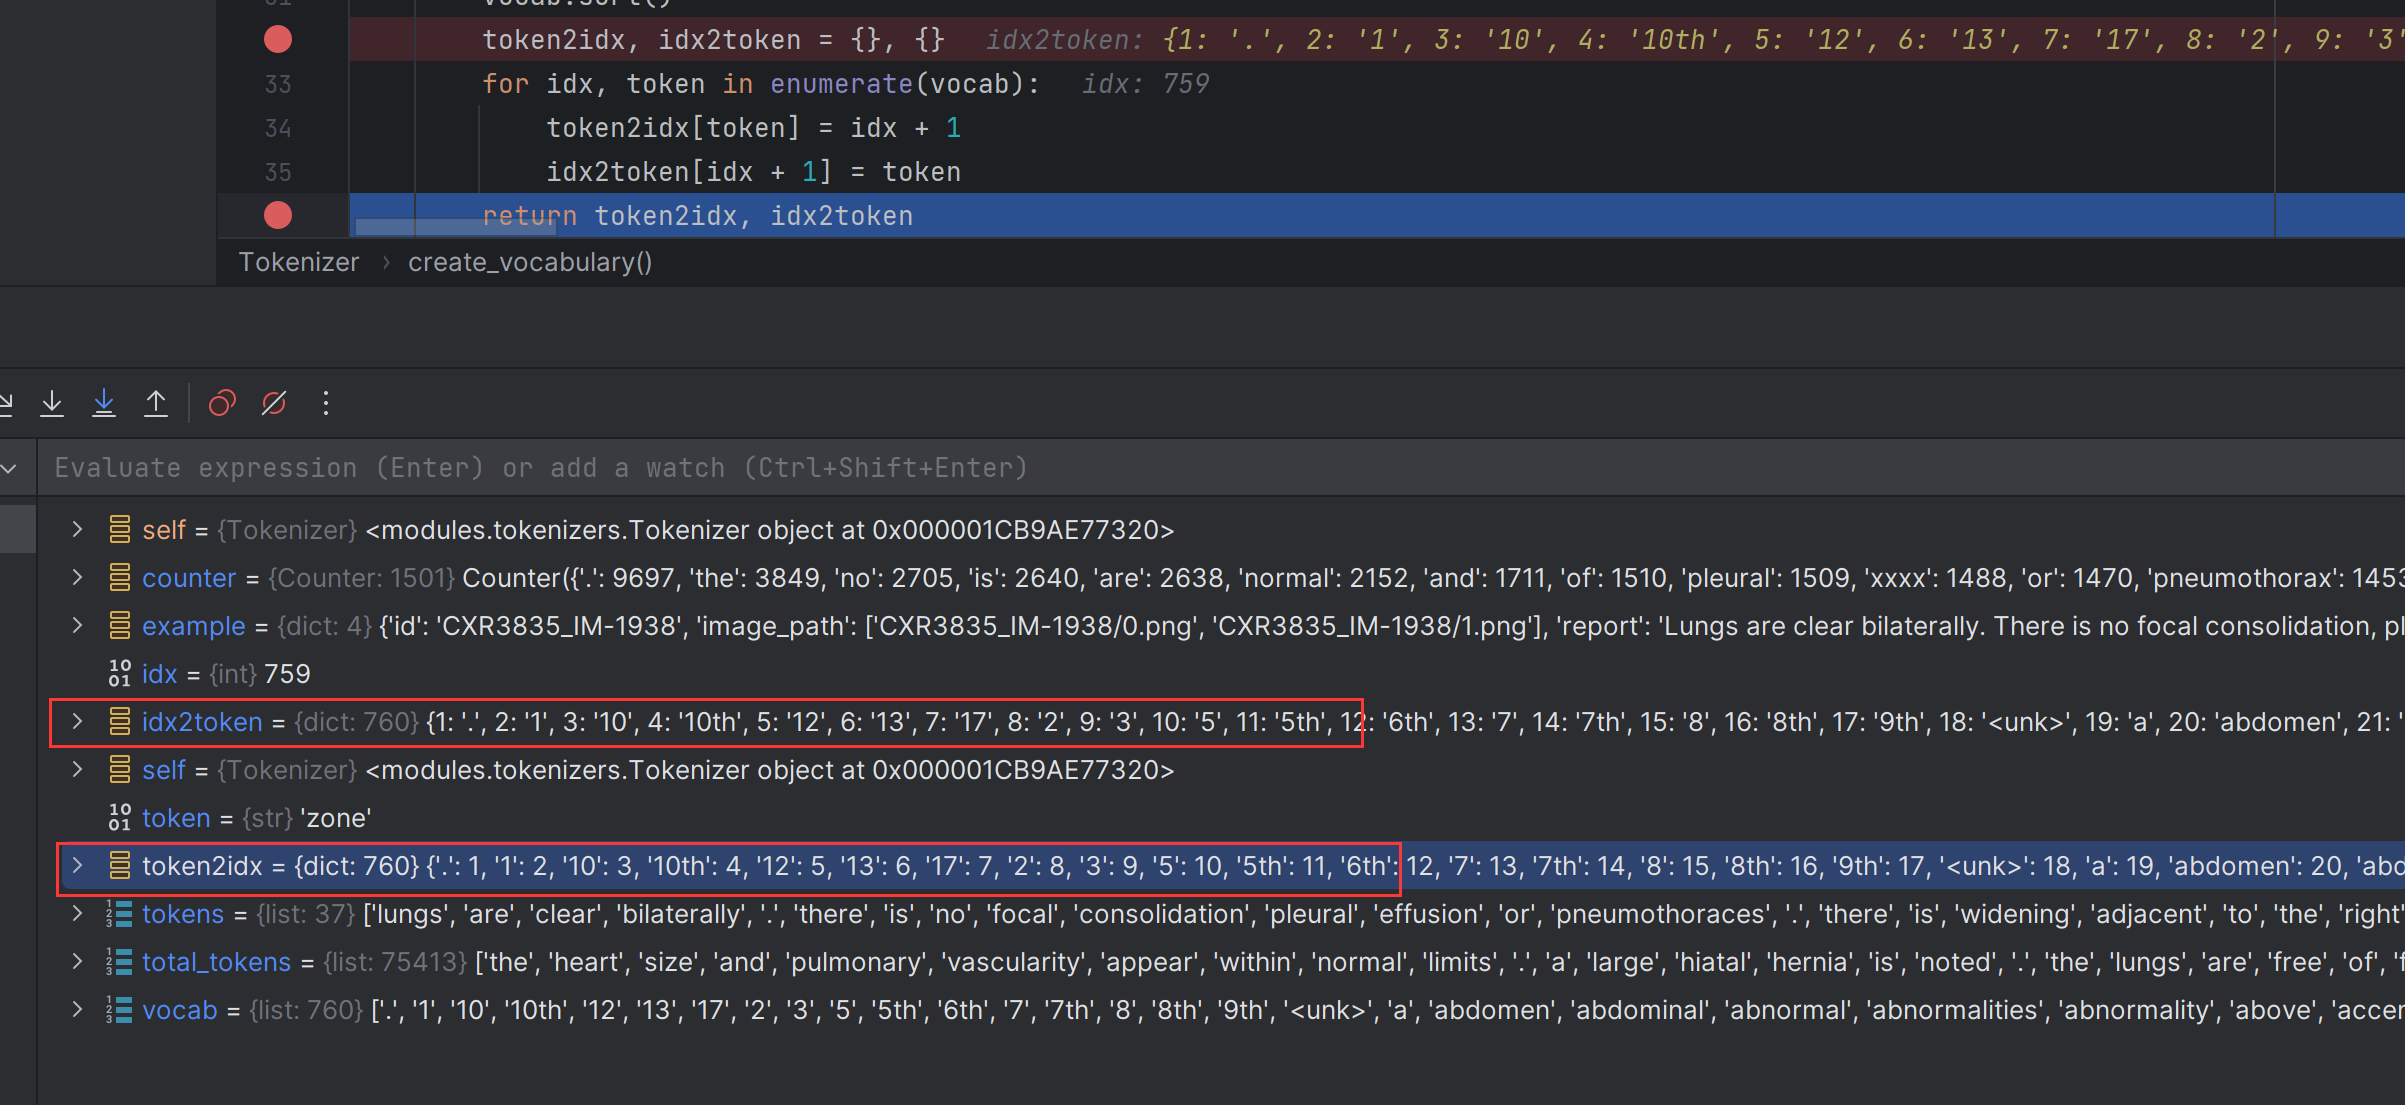 vocab.sort()
token2idx, idx2token = {}, {} idx2token: {1: '.', 2: '1', 3: '10', 4: '10th', 5: '12', 6: '13', 7: '17', 8: '2', 9: '3'
33 for idx, token in enumerate(vocab): idx: 759
34 token2idx[token] = idx + 1
35 idx2token[idx + 1] = token
return token2idx, idx2token
Tokenizer › create_vocabulary()
Evaluate expression (Enter) or add a watch (Ctrl+Shift+Enter)
self = {Tokenizer} <modules.tokenizers.Tokenizer object at 0x000001CB9AE77320>
counter = {Counter: 1501} Counter({'.': 9697, 'the': 3849, 'no': 2705, 'is': 2640, 'are': 2638, 'normal': 2152, 'and': 1711, 'of': 1510, 'pleural': 1509, 'xxxx': 1488, 'or': 1470, 'pneumothorax': 1453
example = {dict: 4} {'id': 'CXR3835_IM-1938', 'image_path': ['CXR3835_IM-1938/0.png', 'CXR3835_IM-1938/1.png'], 'report': 'Lungs are clear bilaterally. There is no focal consolidation, pl
idx = {int} 759
idx2token = {dict: 760} {1: '.', 2: '1', 3: '10', 4: '10th', 5: '12', 6: '13', 7: '17', 8: '2', 9: '3', 10: '5', 11: '5th', 12: '6th', 13: '7', 14: '7th', 15: '8', 16: '8th', 17: '9th', 18: '<unk>', 19: 'a', 20: 'abdomen', 21: '
self = {Tokenizer} <modules.tokenizers.Tokenizer object at 0x000001CB9AE77320>
token = {str} 'zone'
token2idx = {dict: 760} {'.': 1, '1': 2, '10': 3, '10th': 4, '12': 5, '13': 6, '17': 7, '2': 8, '3': 9, '5': 10, '5th': 11, '6th': 12, '7': 13, '7th': 14, '8': 15, '8th': 16, '9th': 17, '<unk>': 18, 'a': 19, 'abdomen': 20, 'abd
tokens = {list: 37} ['lungs', 'are', 'clear', 'bilaterally', '.', 'there', 'is', 'no', 'focal', 'consolidation', 'pleural', 'effusion', 'or', 'pneumothoraces', '.', 'there', 'is', 'widening', 'adjacent', 'to', 'the', 'right'
total_tokens = {list: 75413} ['the', 'heart', 'size', 'and', 'pulmonary', 'vascularity', 'appear', 'within', 'normal', 'limits', '.', 'a', 'large', 'hiatal', 'hernia', 'is', 'noted', '.', 'the', 'lungs', 'are', 'free', 'of', 'f
vocab = {list: 760} ['.', '1', '10', '10th', '12', '13', '17', '2', '3', '5', '5th', '6th', '7', '7th', '8', '8th', '9th', '<unk>', 'a', 'abdomen', 'abdominal', 'abnormal', 'abnormalities', 'abnormality', 'above', 'accen